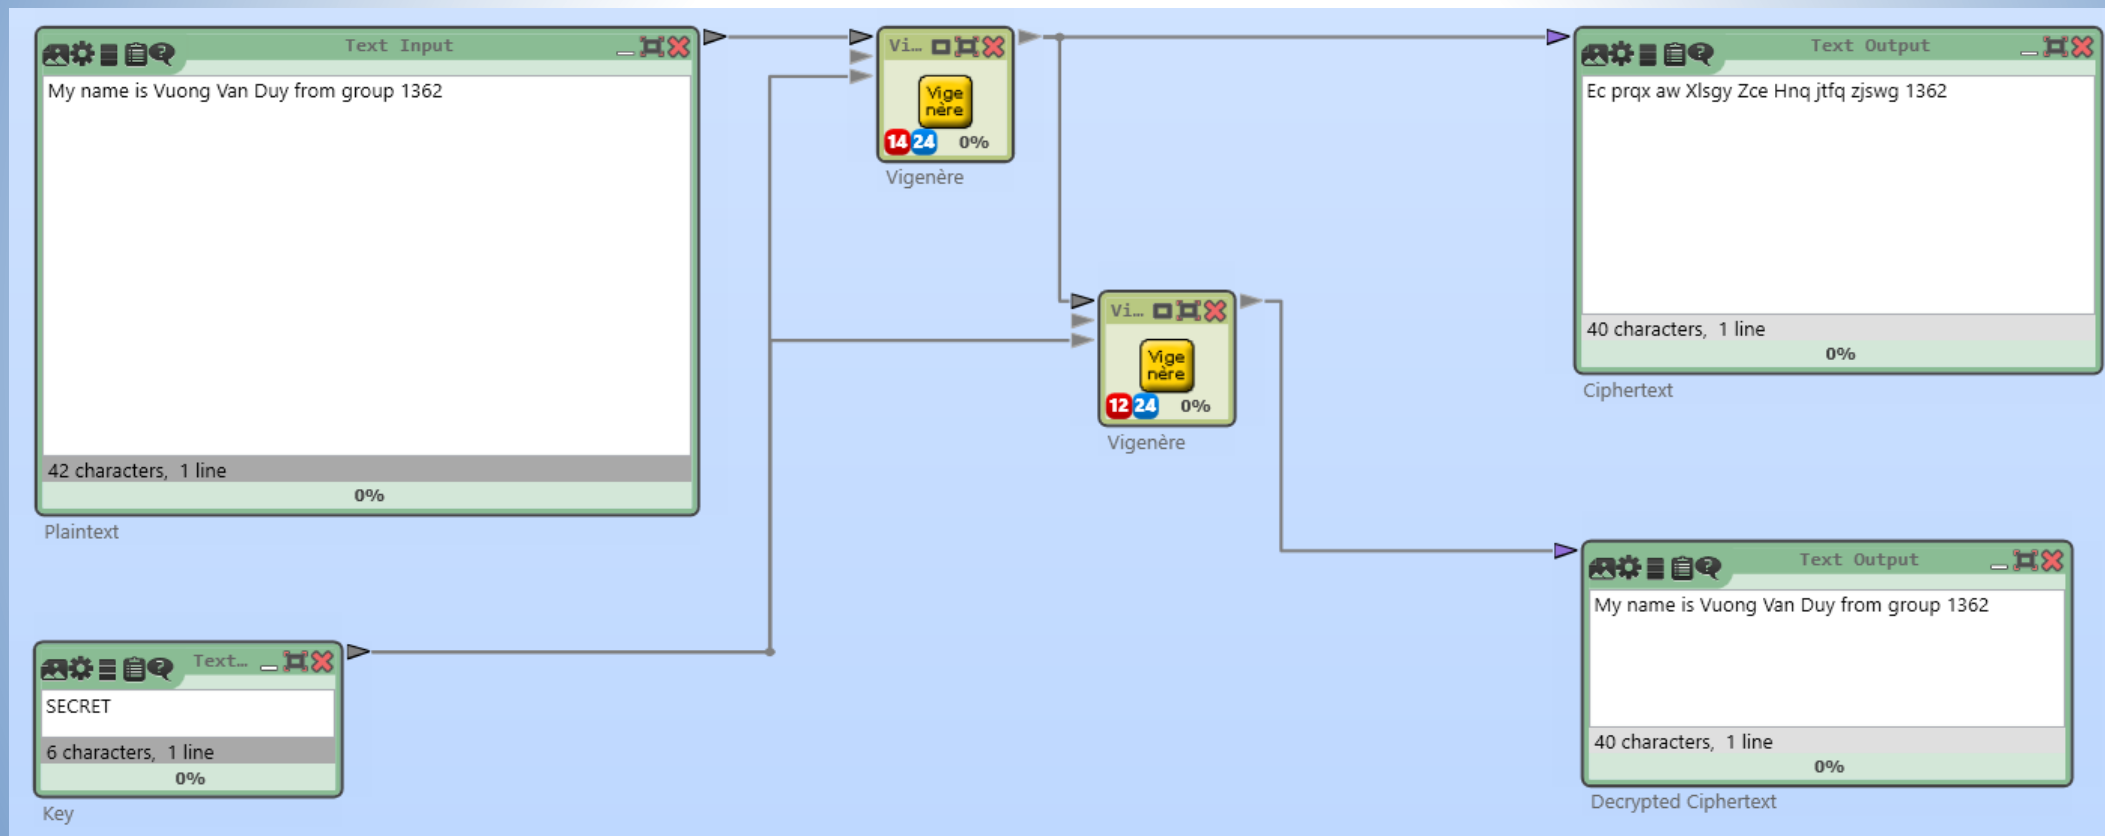 Text Input
My name is Vuong Van Duy from group 1362
42 characters, 1 line
0%
Plaintext
Text...
SECRET
6 characters, 1 line
0%
Key
Vi...
Vige
nère
14 24 0%
Vigenère
Vi...
Vige
nère
12 24 0%
Vigenère
Text Output
Ec prqx aw Xlsgy Zce Hnq jtfq zjswg 1362
40 characters, 1 line
0%
Ciphertext
Text Output
My name is Vuong Van Duy from group 1362
40 characters, 1 line
0%
Decrypted Ciphertext